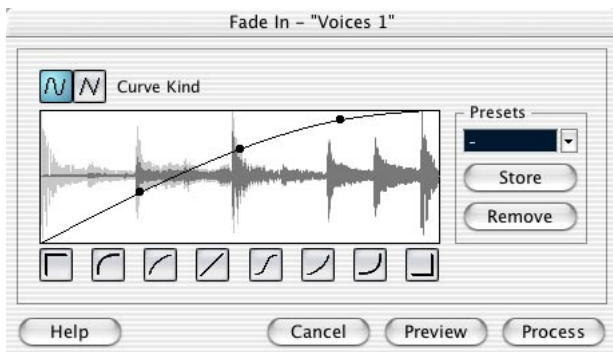 Fade In – "Voices 1"
Curve Kind
Presets
-
Store
Remove
Help
Cancel
Preview
Process